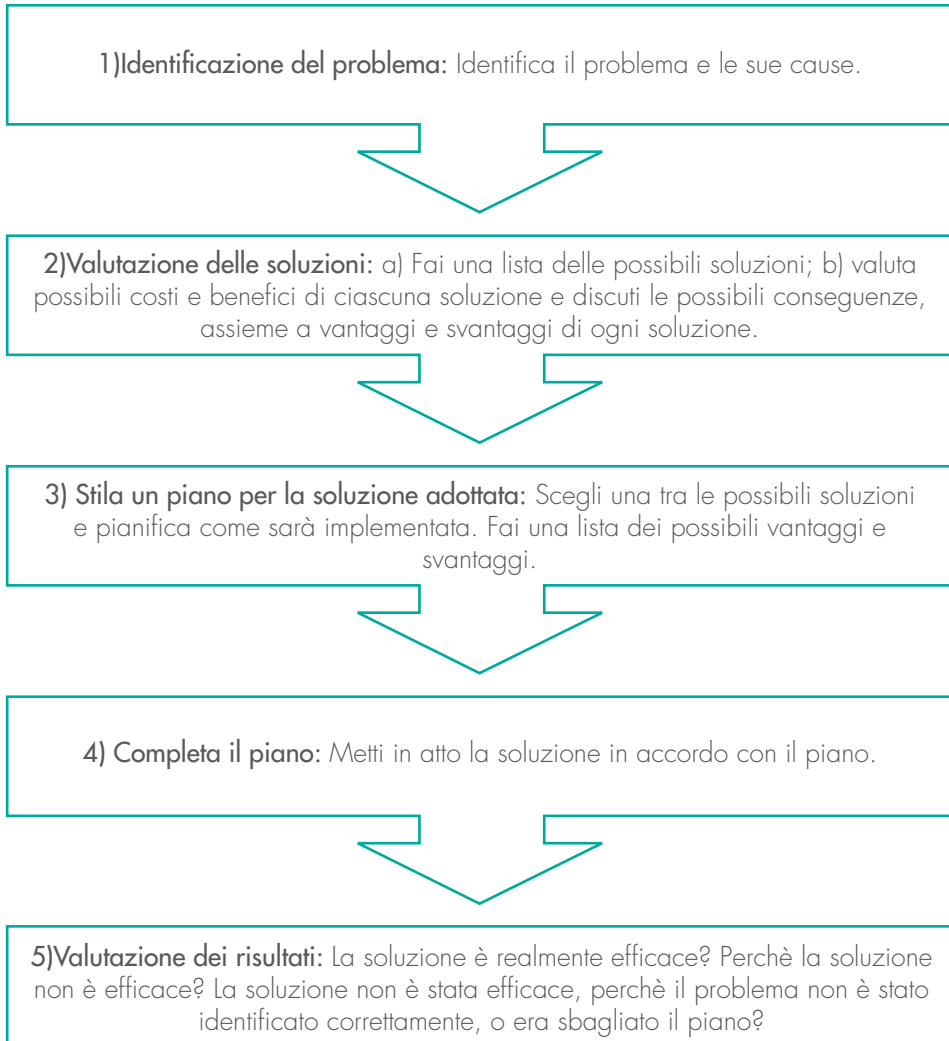 1)Identificazione del problema: Identifica il problema e le sue cause.
2)Valutazione delle soluzioni: a) Fai una lista delle possibili soluzioni; b) valuta
possibili costi e benefici di ciascuna soluzione e discuti le possibili conseguenze,
assieme a vantaggi e svantaggi di ogni soluzione.
3) Stila un piano per la soluzione adottata: Scegli una tra le possibili soluzioni
e pianifica come sarà implementata. Fai una lista dei possibili vantaggi e
svantaggi.
4) Completa il piano: Metti in atto la soluzione in accordo con il piano.
5)Valutazione dei risultati: La soluzione è realmente efficace? Perchè la soluzione
non è efficace? La soluzione non è stata efficace, perchè il problema non è stato
identificato correttamente, o era sbagliato il piano?